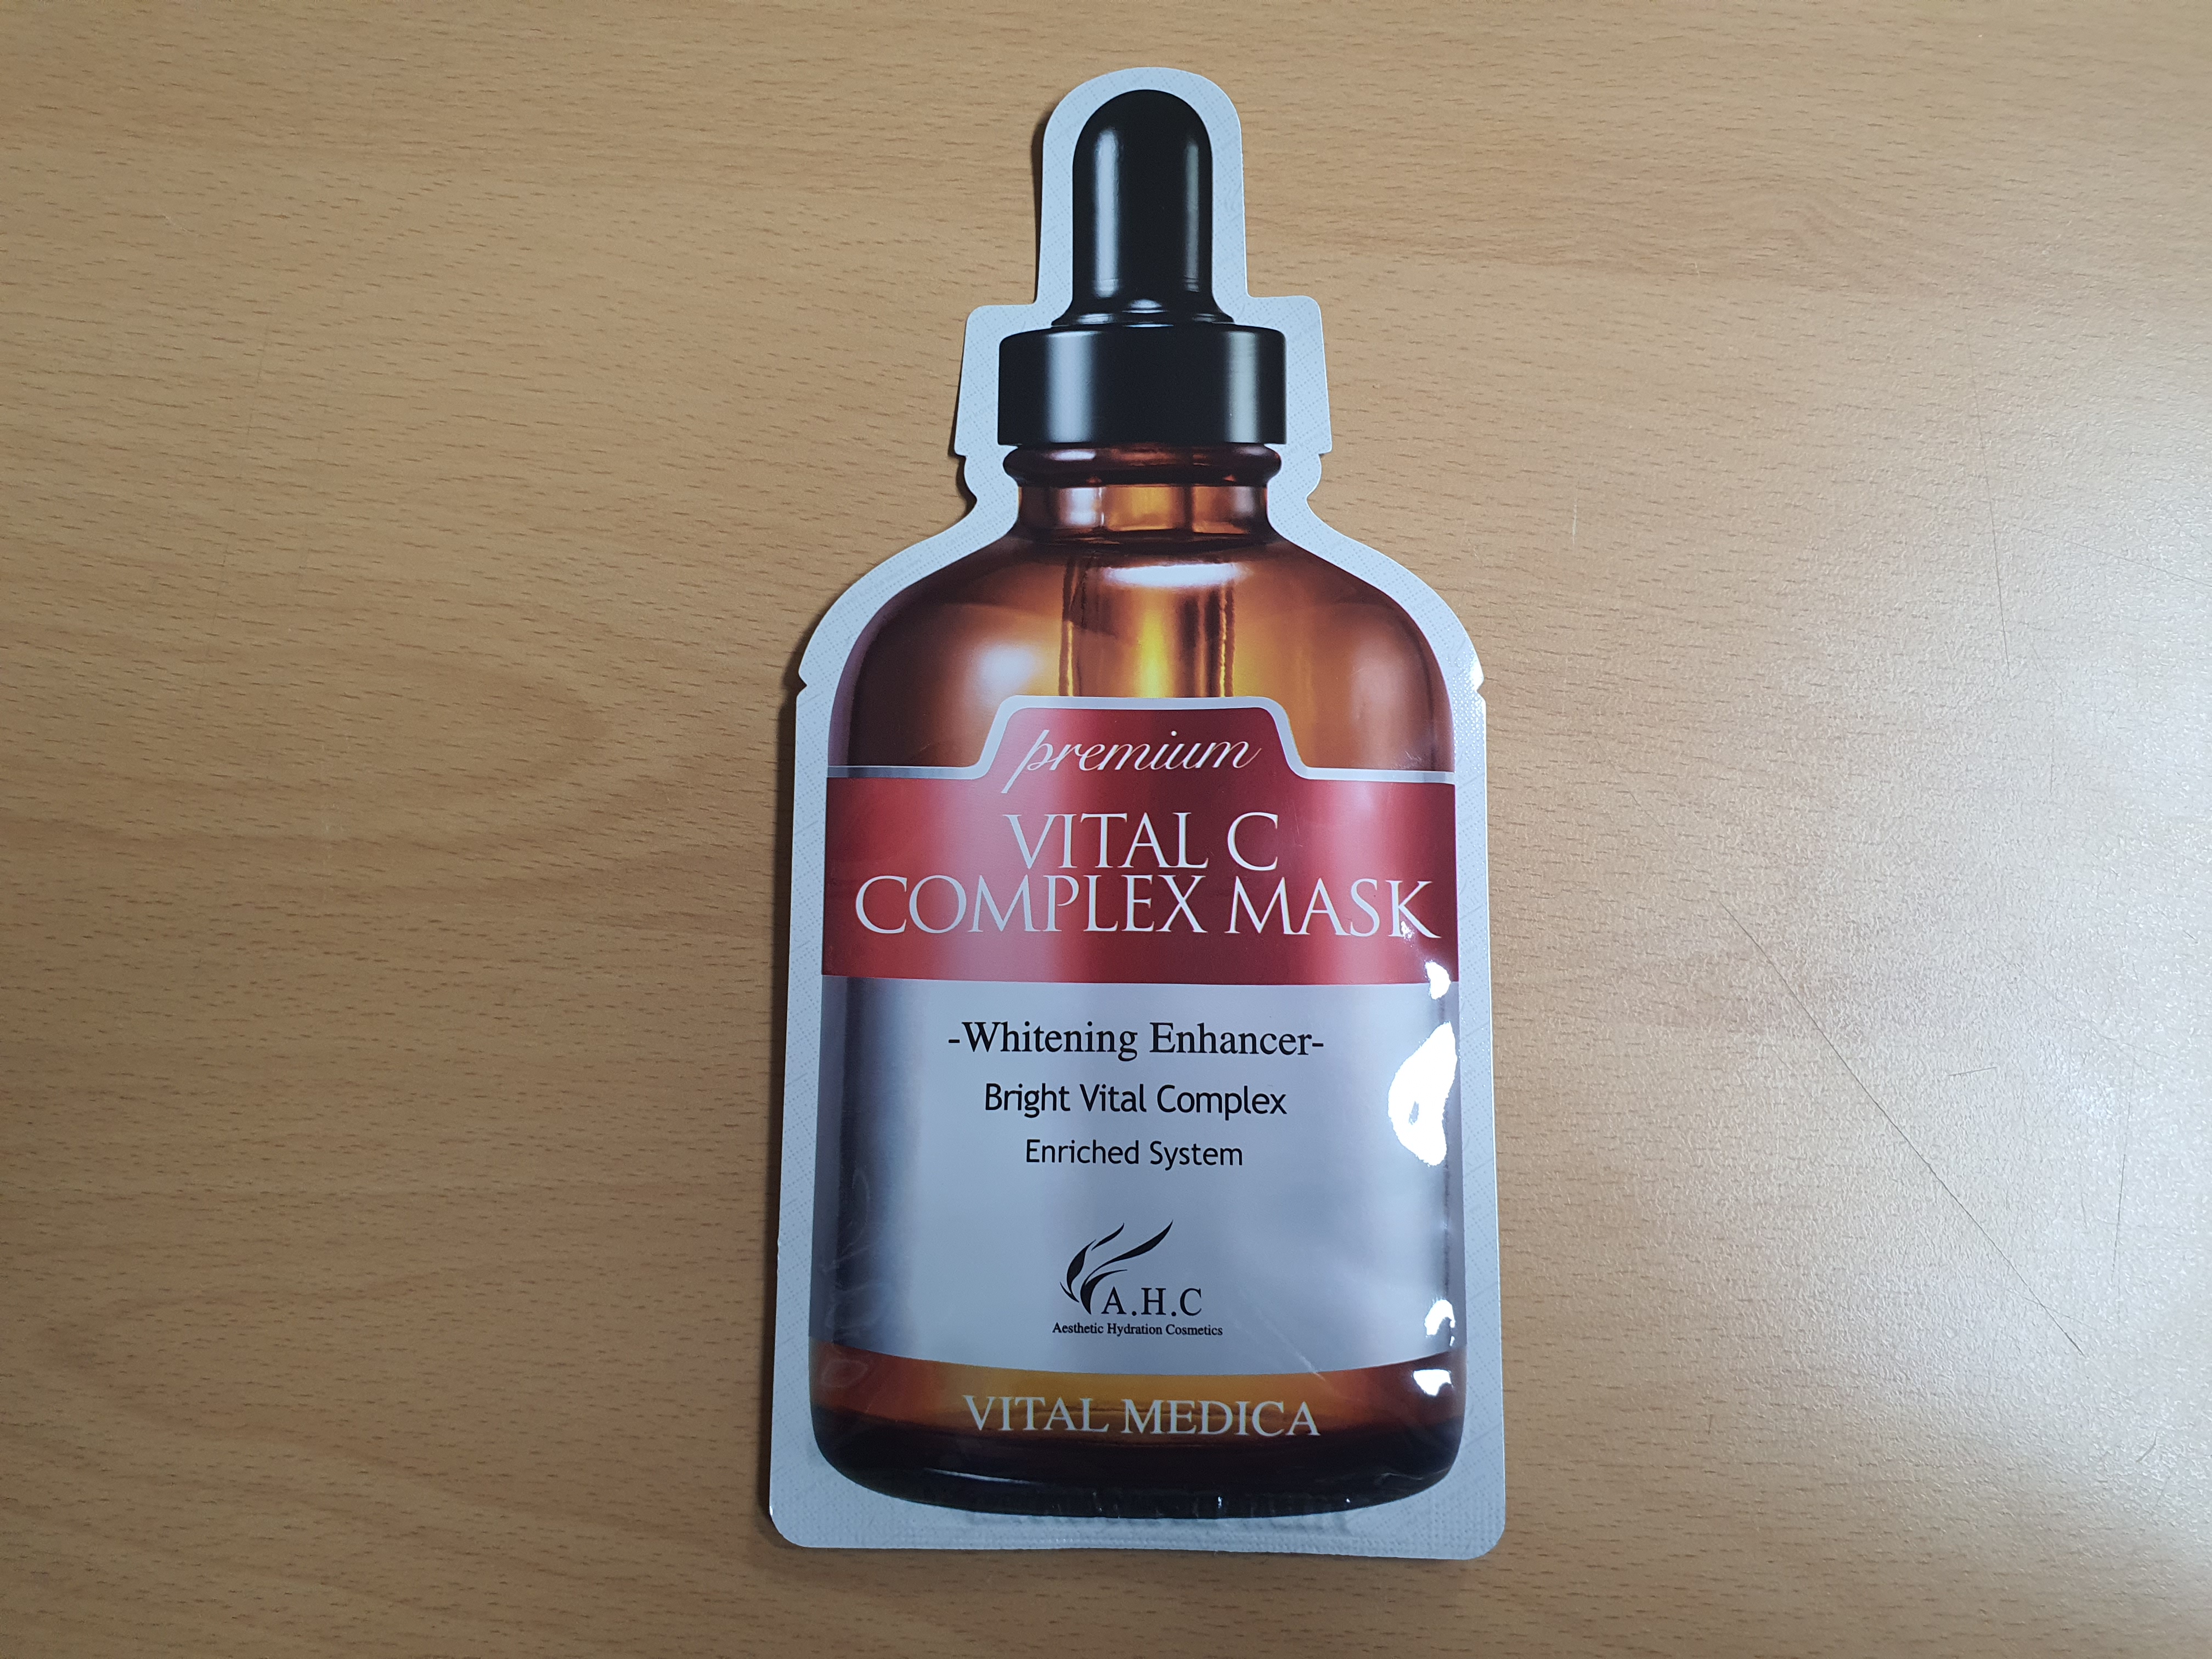 premium
VITAL C
COMPLEX MASK
-Whitening Enhancer-
Bright Vital Complex
Enriched System
A.H.C
Aesthetic Hydration Cosmetics
VITAL MEDICA